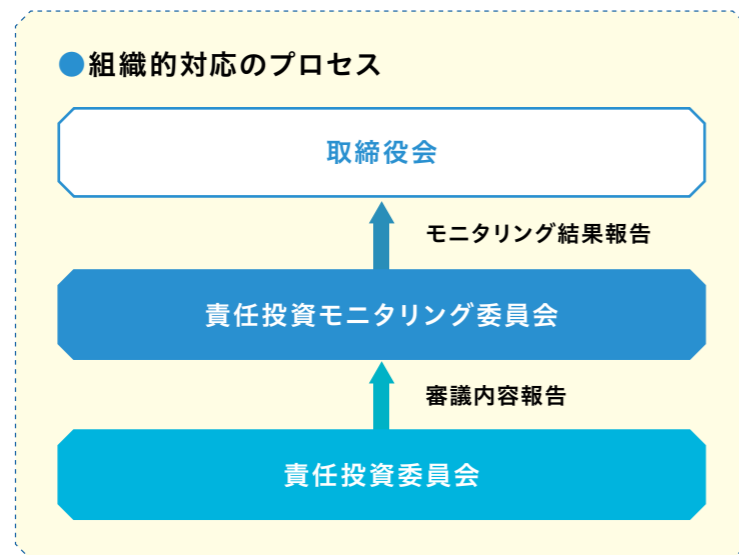 ●組織的対応のプロセス
取締役会
モニタリング結果報告
責任投資モニタリング委員会
審議内容報告
責任投資委員会